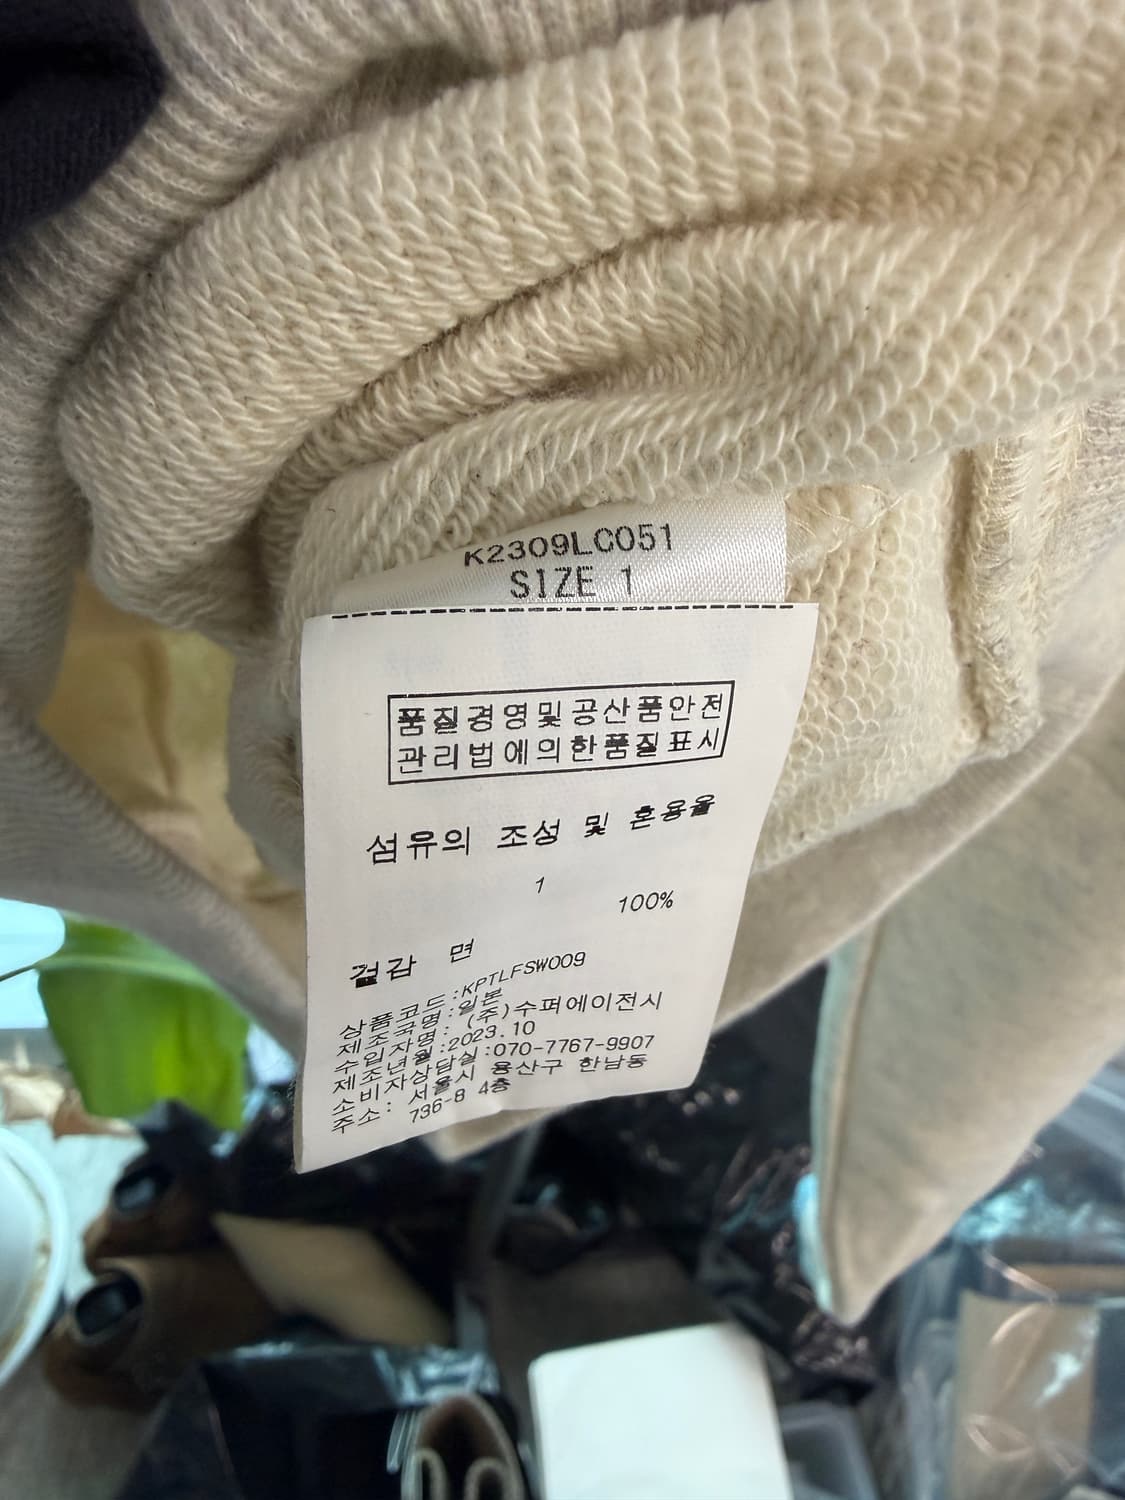 K2309LC051
SIZE 1
품질경영및공산품안전
관리법에의한품질표시
섬유의 조성 및 혼용율
1
100%
겉감 면
상품코드:KPTLFSW009
제조국명:일본
수입자명: (주)수퍼에이전시
제조년월:2023.10
소비자상담실:070-7767-9907
주소: 서울시 용산구 한남동
736-8 4층